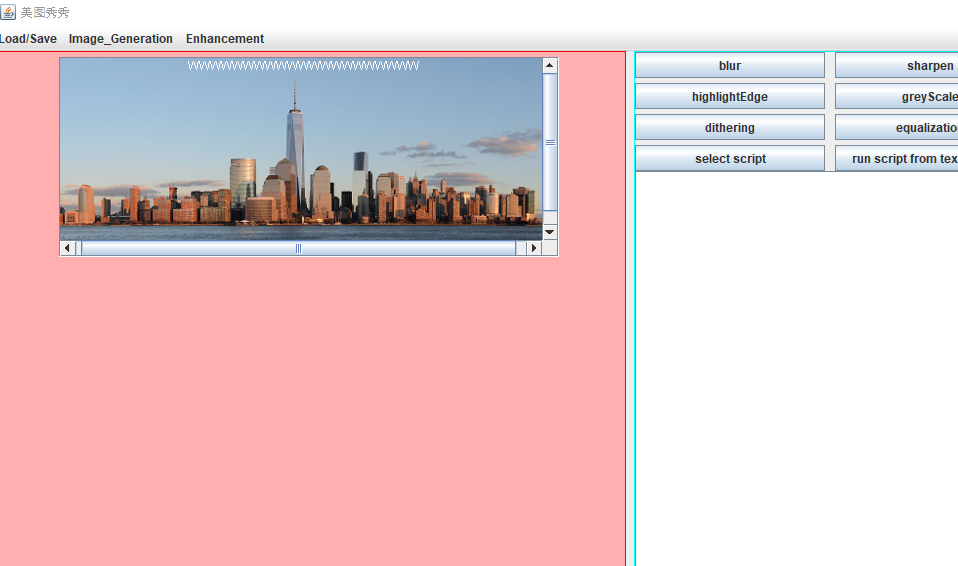 美图秀秀
Load/Save Image_Generation Enhancement
blur sharpen
highlightEdge greyScale
dithering equalizatio
select script run script from tex